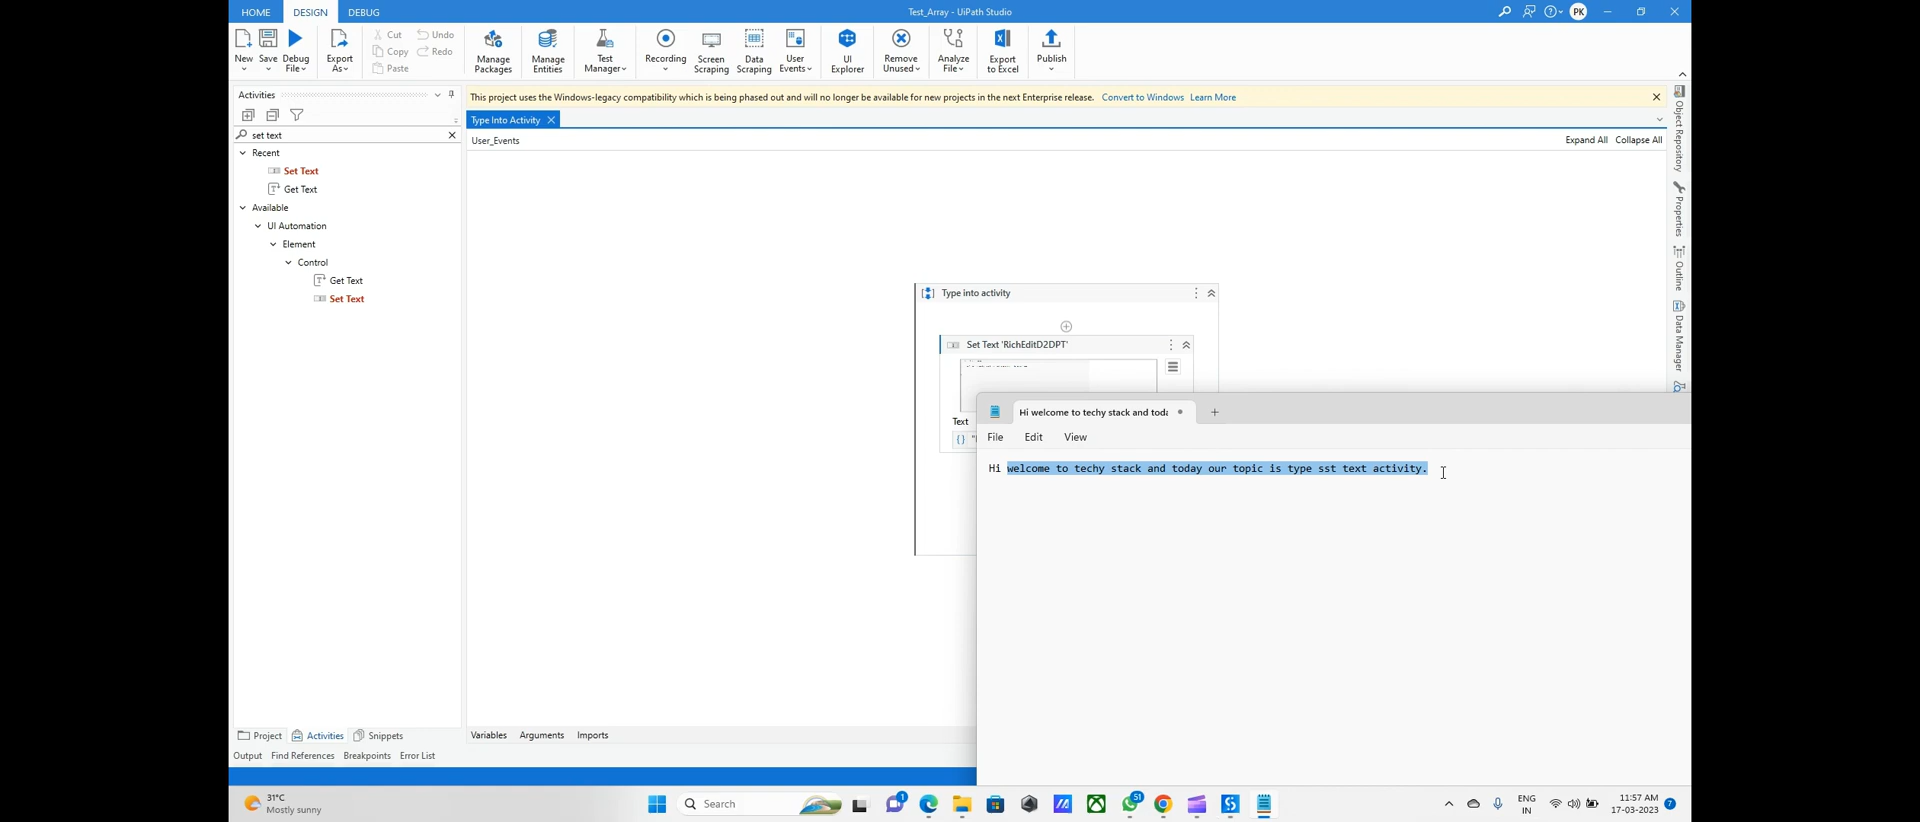 HOME DESIGN DEBUG
Test_Array - UiPath Studio
PK
New Save Debug File Export As
Cut Copy Paste
Undo Redo
Manage Packages Manage Entities Test Manager Recording Screen Scraping Data Scraping User Events UI Explorer Remove Unused Analyze File Export to Excel Publish
Activities
This project uses the Windows-legacy compatibility which is being phased out and will no longer be available for new projects in the next Enterprise release. Convert to Windows Learn More
Type Into Activity
set text
User_Events
Expand All Collapse All
Recent
Set Text
Get Text
Available
UI Automation
Element
Control
Get Text
Set Text
Object Repository
Properties
Outline
Data Manager
Type into activity
Set Text 'RichEditD2DPT'
Text
Hi welcome to techy stack and toda
File Edit View
Hi welcome to techy stack and today our topic is type sst text activity.
Project Activities Snippets
Variables Arguments Imports
Output Find References Breakpoints Error List
31°C
Mostly sunny
Search
1
51
ENG
IN
11:57 AM
17-03-2023
7